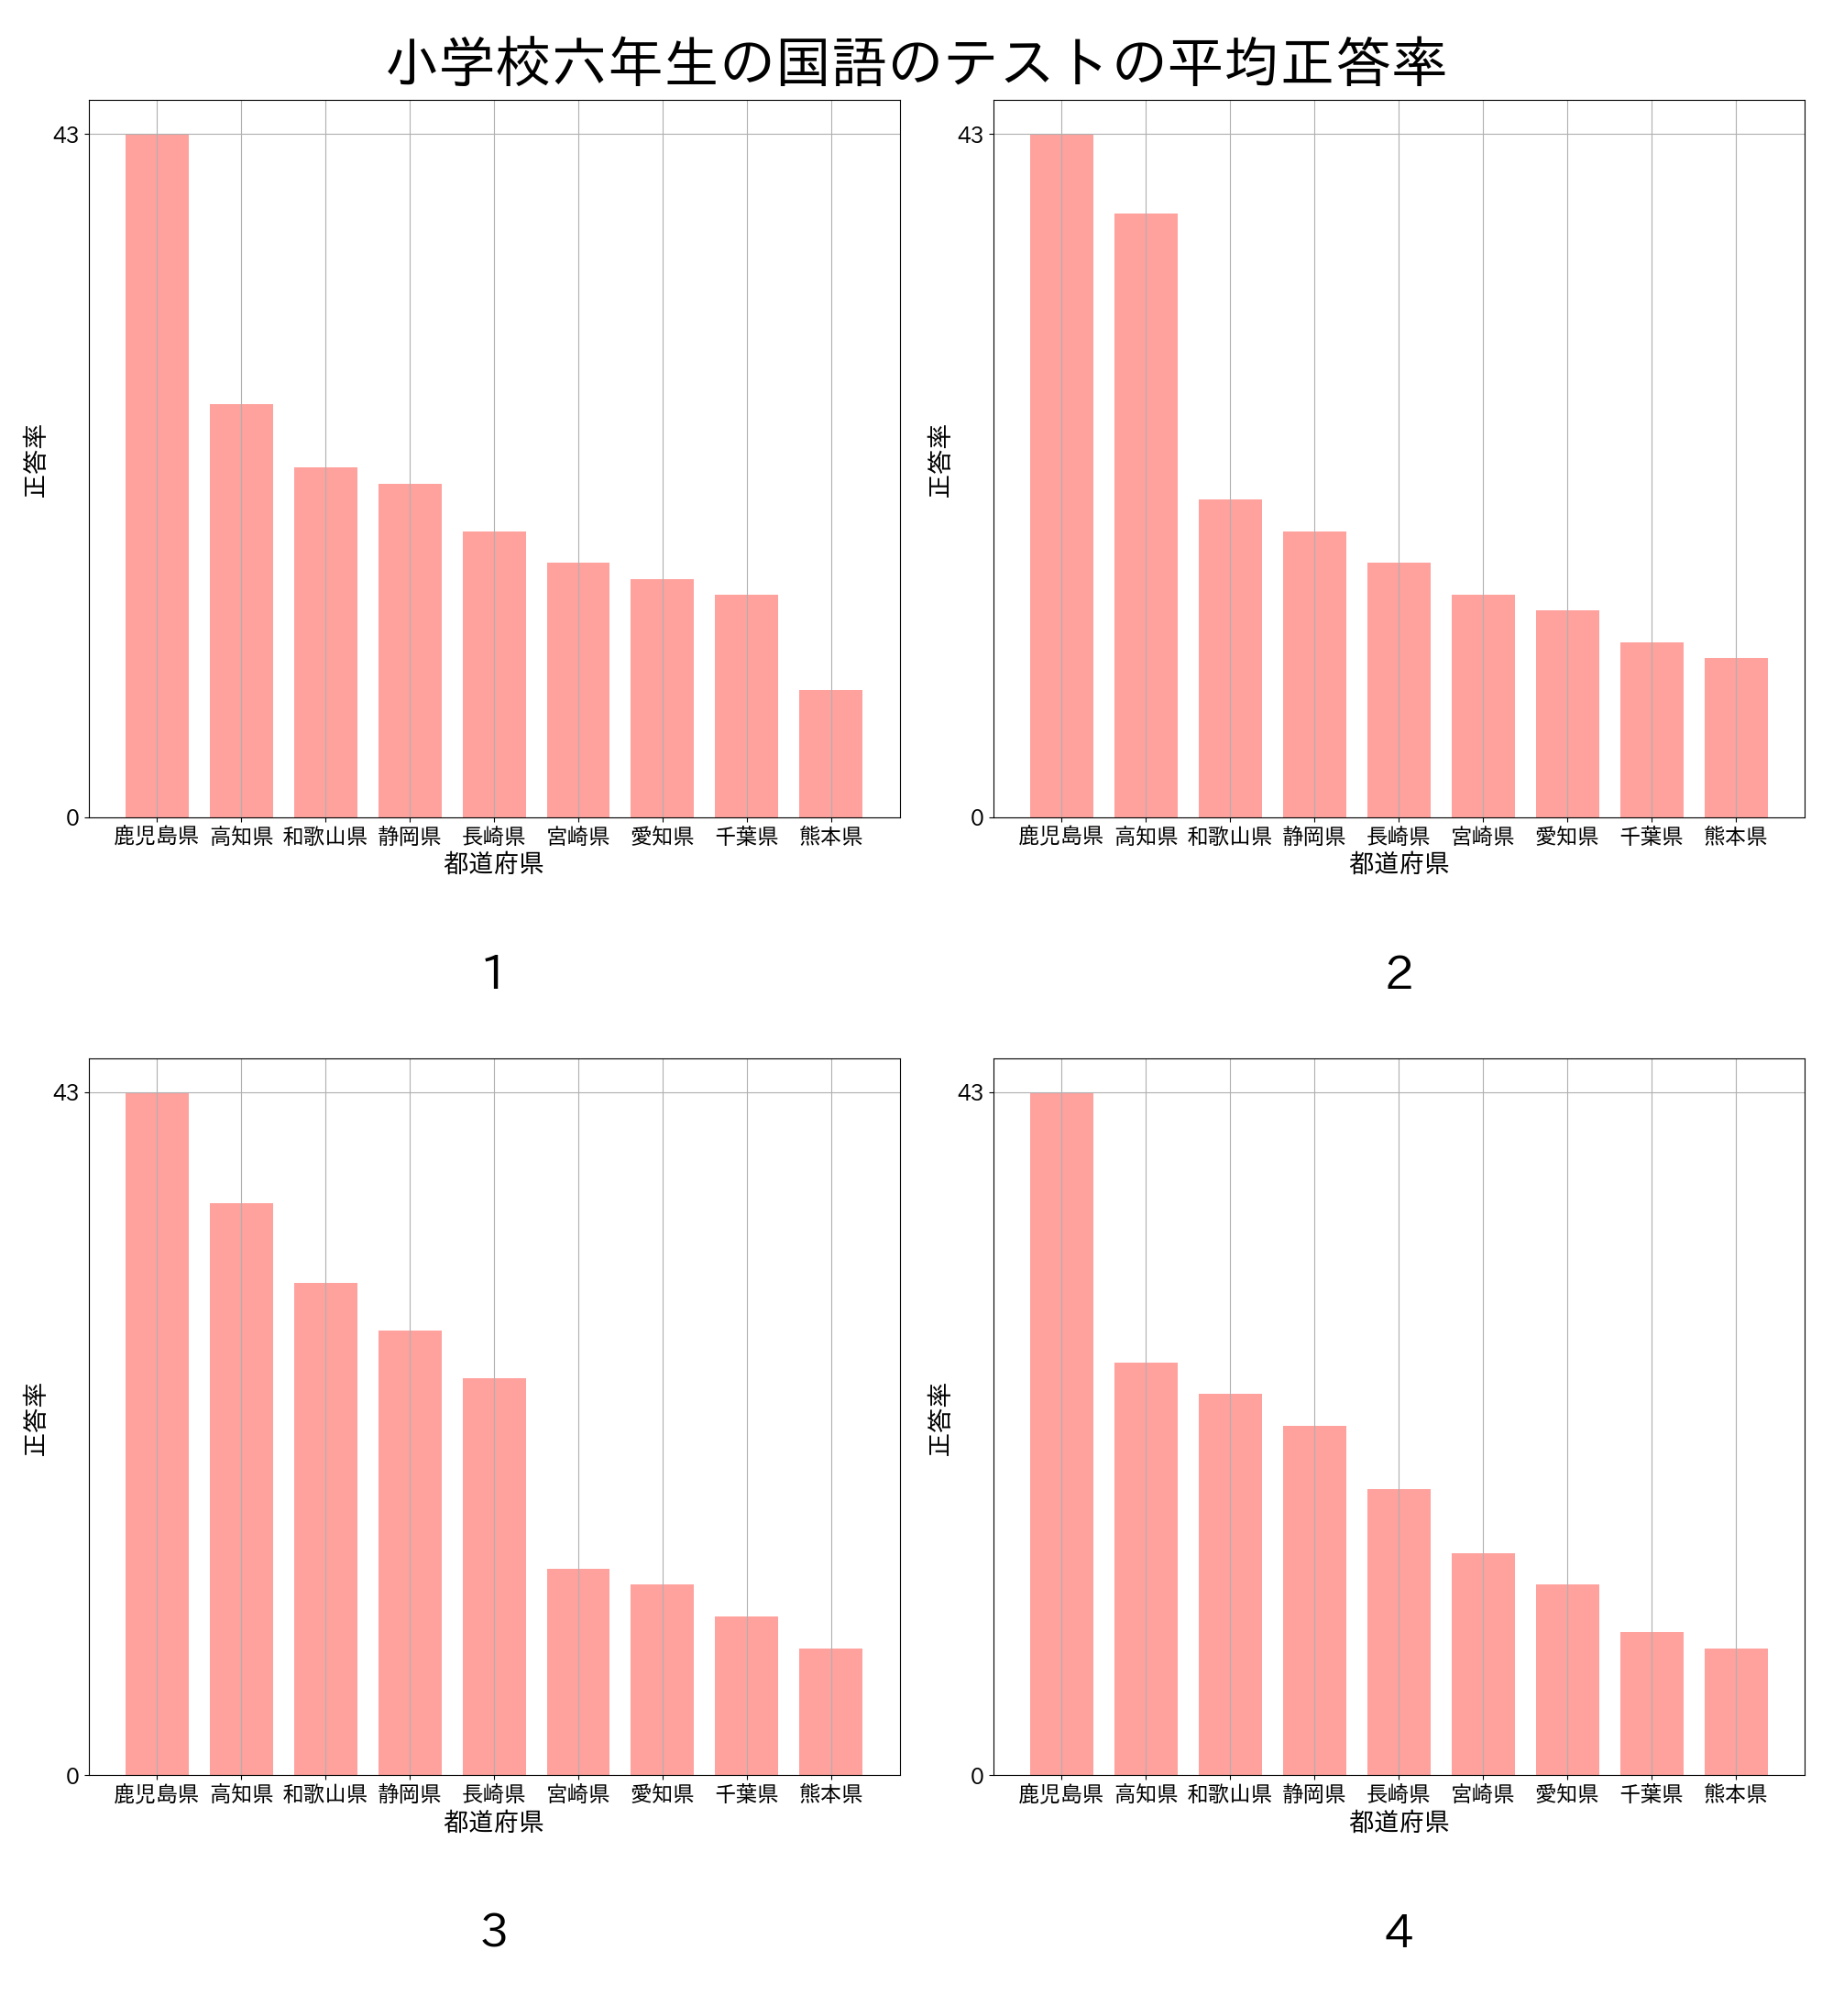 小学校六年生の国語のテストの平均正答率
43
0
正答率
鹿児島県 高知県 和歌山県 静岡県 長崎県 宮崎県 愛知県 千葉県 熊本県
都道府県
1
43
0
正答率
鹿児島県 高知県 和歌山県 静岡県 長崎県 宮崎県 愛知県 千葉県 熊本県
都道府県
2
43
0
正答率
鹿児島県 高知県 和歌山県 静岡県 長崎県 宮崎県 愛知県 千葉県 熊本県
都道府県
3
43
0
正答率
鹿児島県 高知県 和歌山県 静岡県 長崎県 宮崎県 愛知県 千葉県 熊本県
都道府県
4